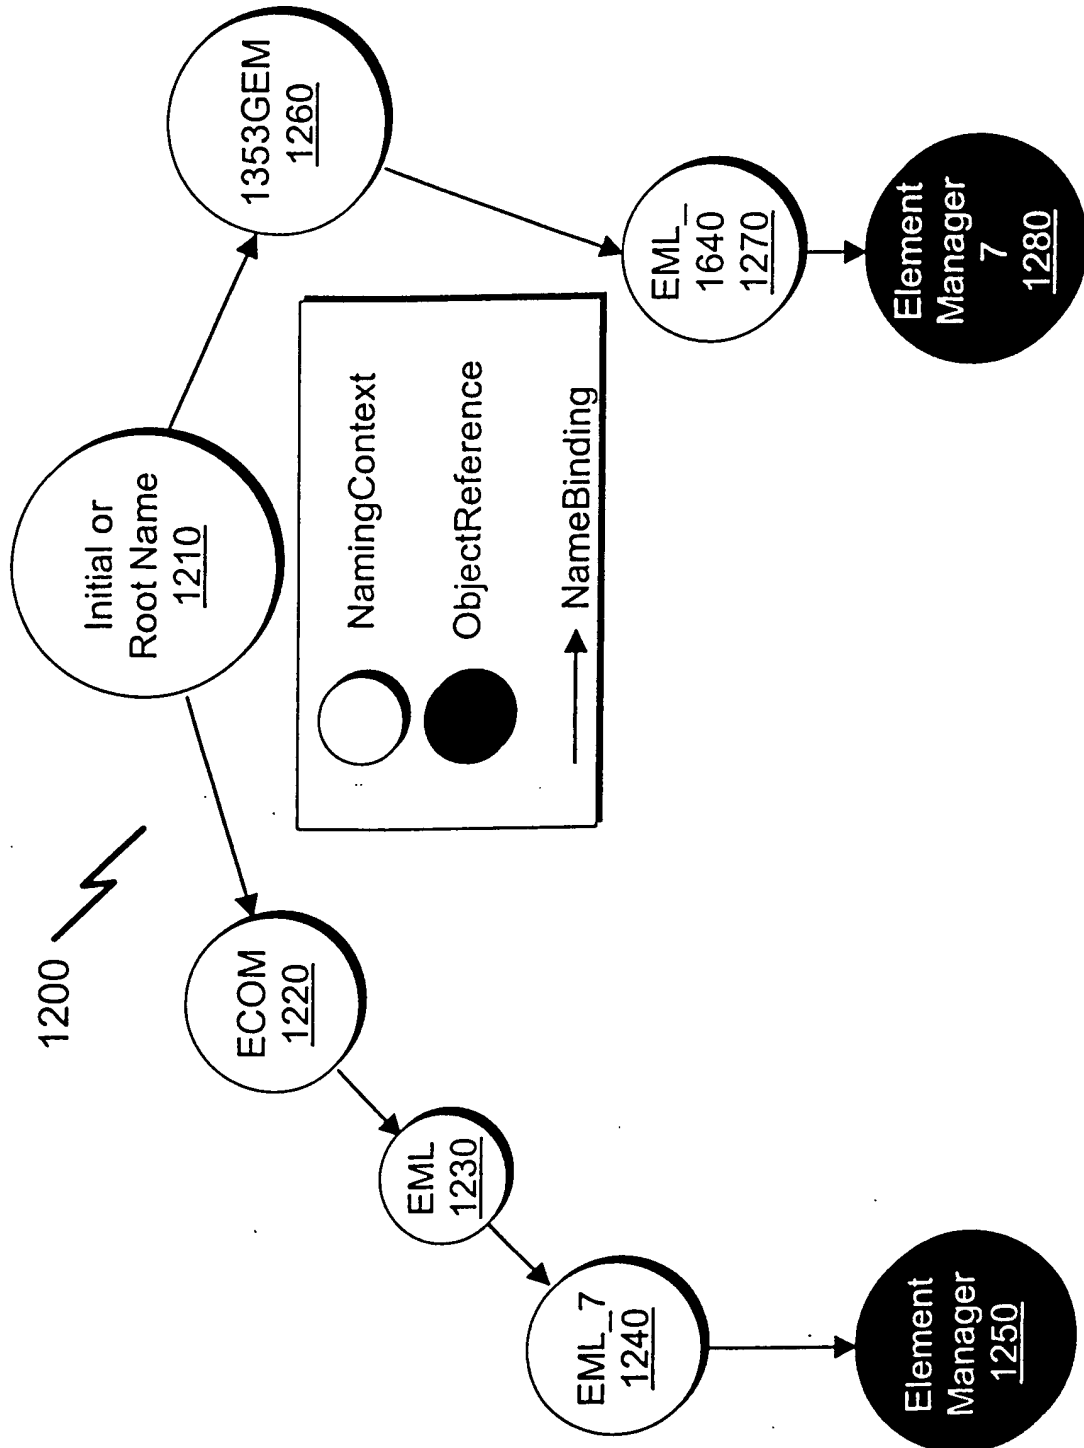 1200
Initial or
Root Name
1210
ECOM
1220
EML
1230
EML_7
1240
Element
Manager
1250
1353GEM
1260
EML_
1640
1270
Element
Manager
7
1280
NamingContext
ObjectReference
NameBinding